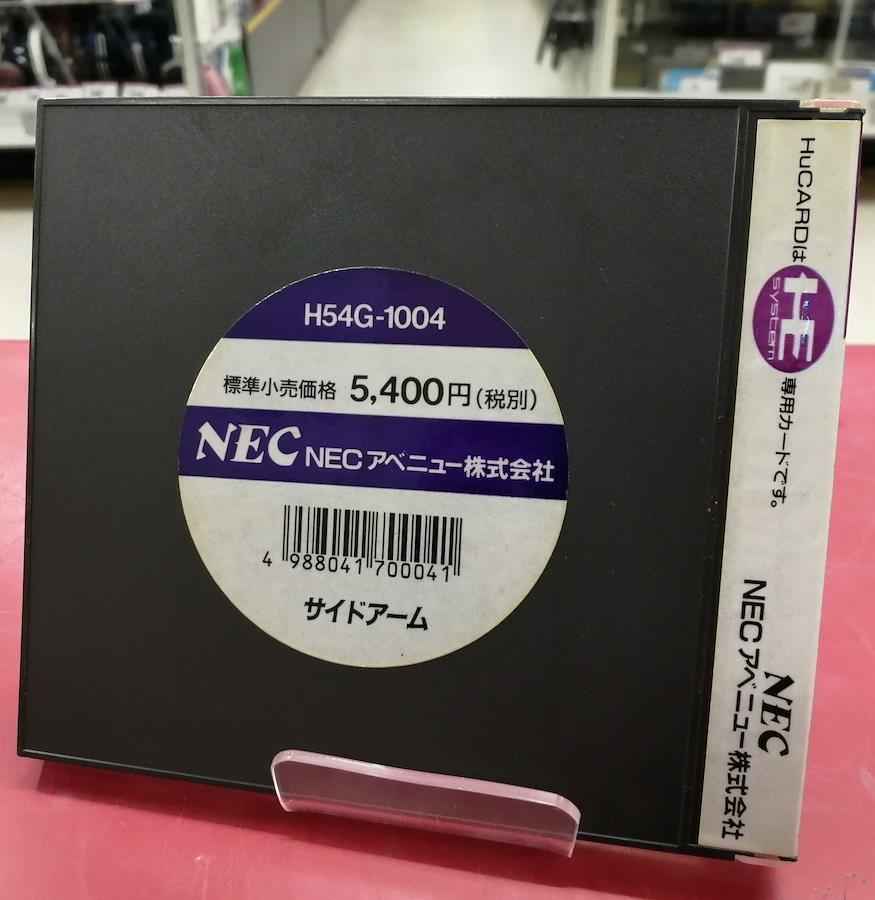 H54G-1004
標準小売価格 5,400円(税別)
NEC NECアベニュー株式会社
4 988041 700041
サイドアーム
HuCARDは HE system 専用カードです。
NEC
NECアベニュー株式会社